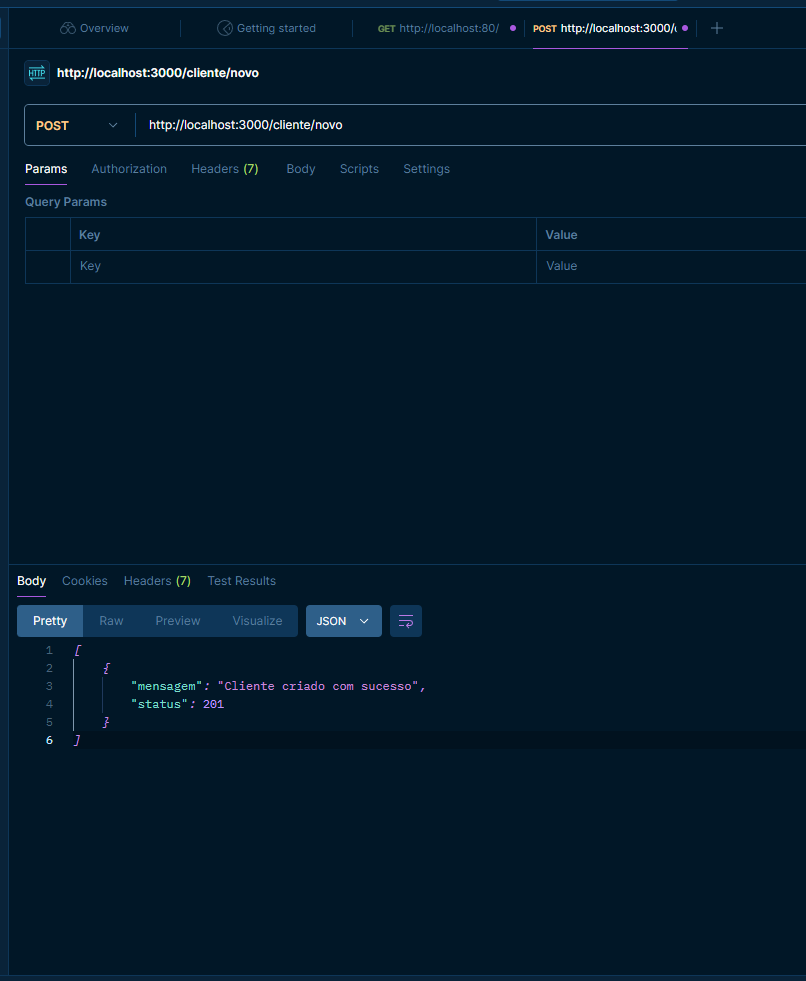 Overview Getting started GET http://localhost:80/ POST http://localhost:3000/c
HTTP http://localhost:3000/cliente/novo
POST http://localhost:3000/cliente/novo
Params Authorization Headers (7) Body Scripts Settings
Query Params
Key Value
Key Value
Body Cookies Headers (7) Test Results
Pretty Raw Preview Visualize JSON
1 [
2 {
3 "mensagem": "Cliente criado com sucesso",
4 "status": 201
5 }
6 ]